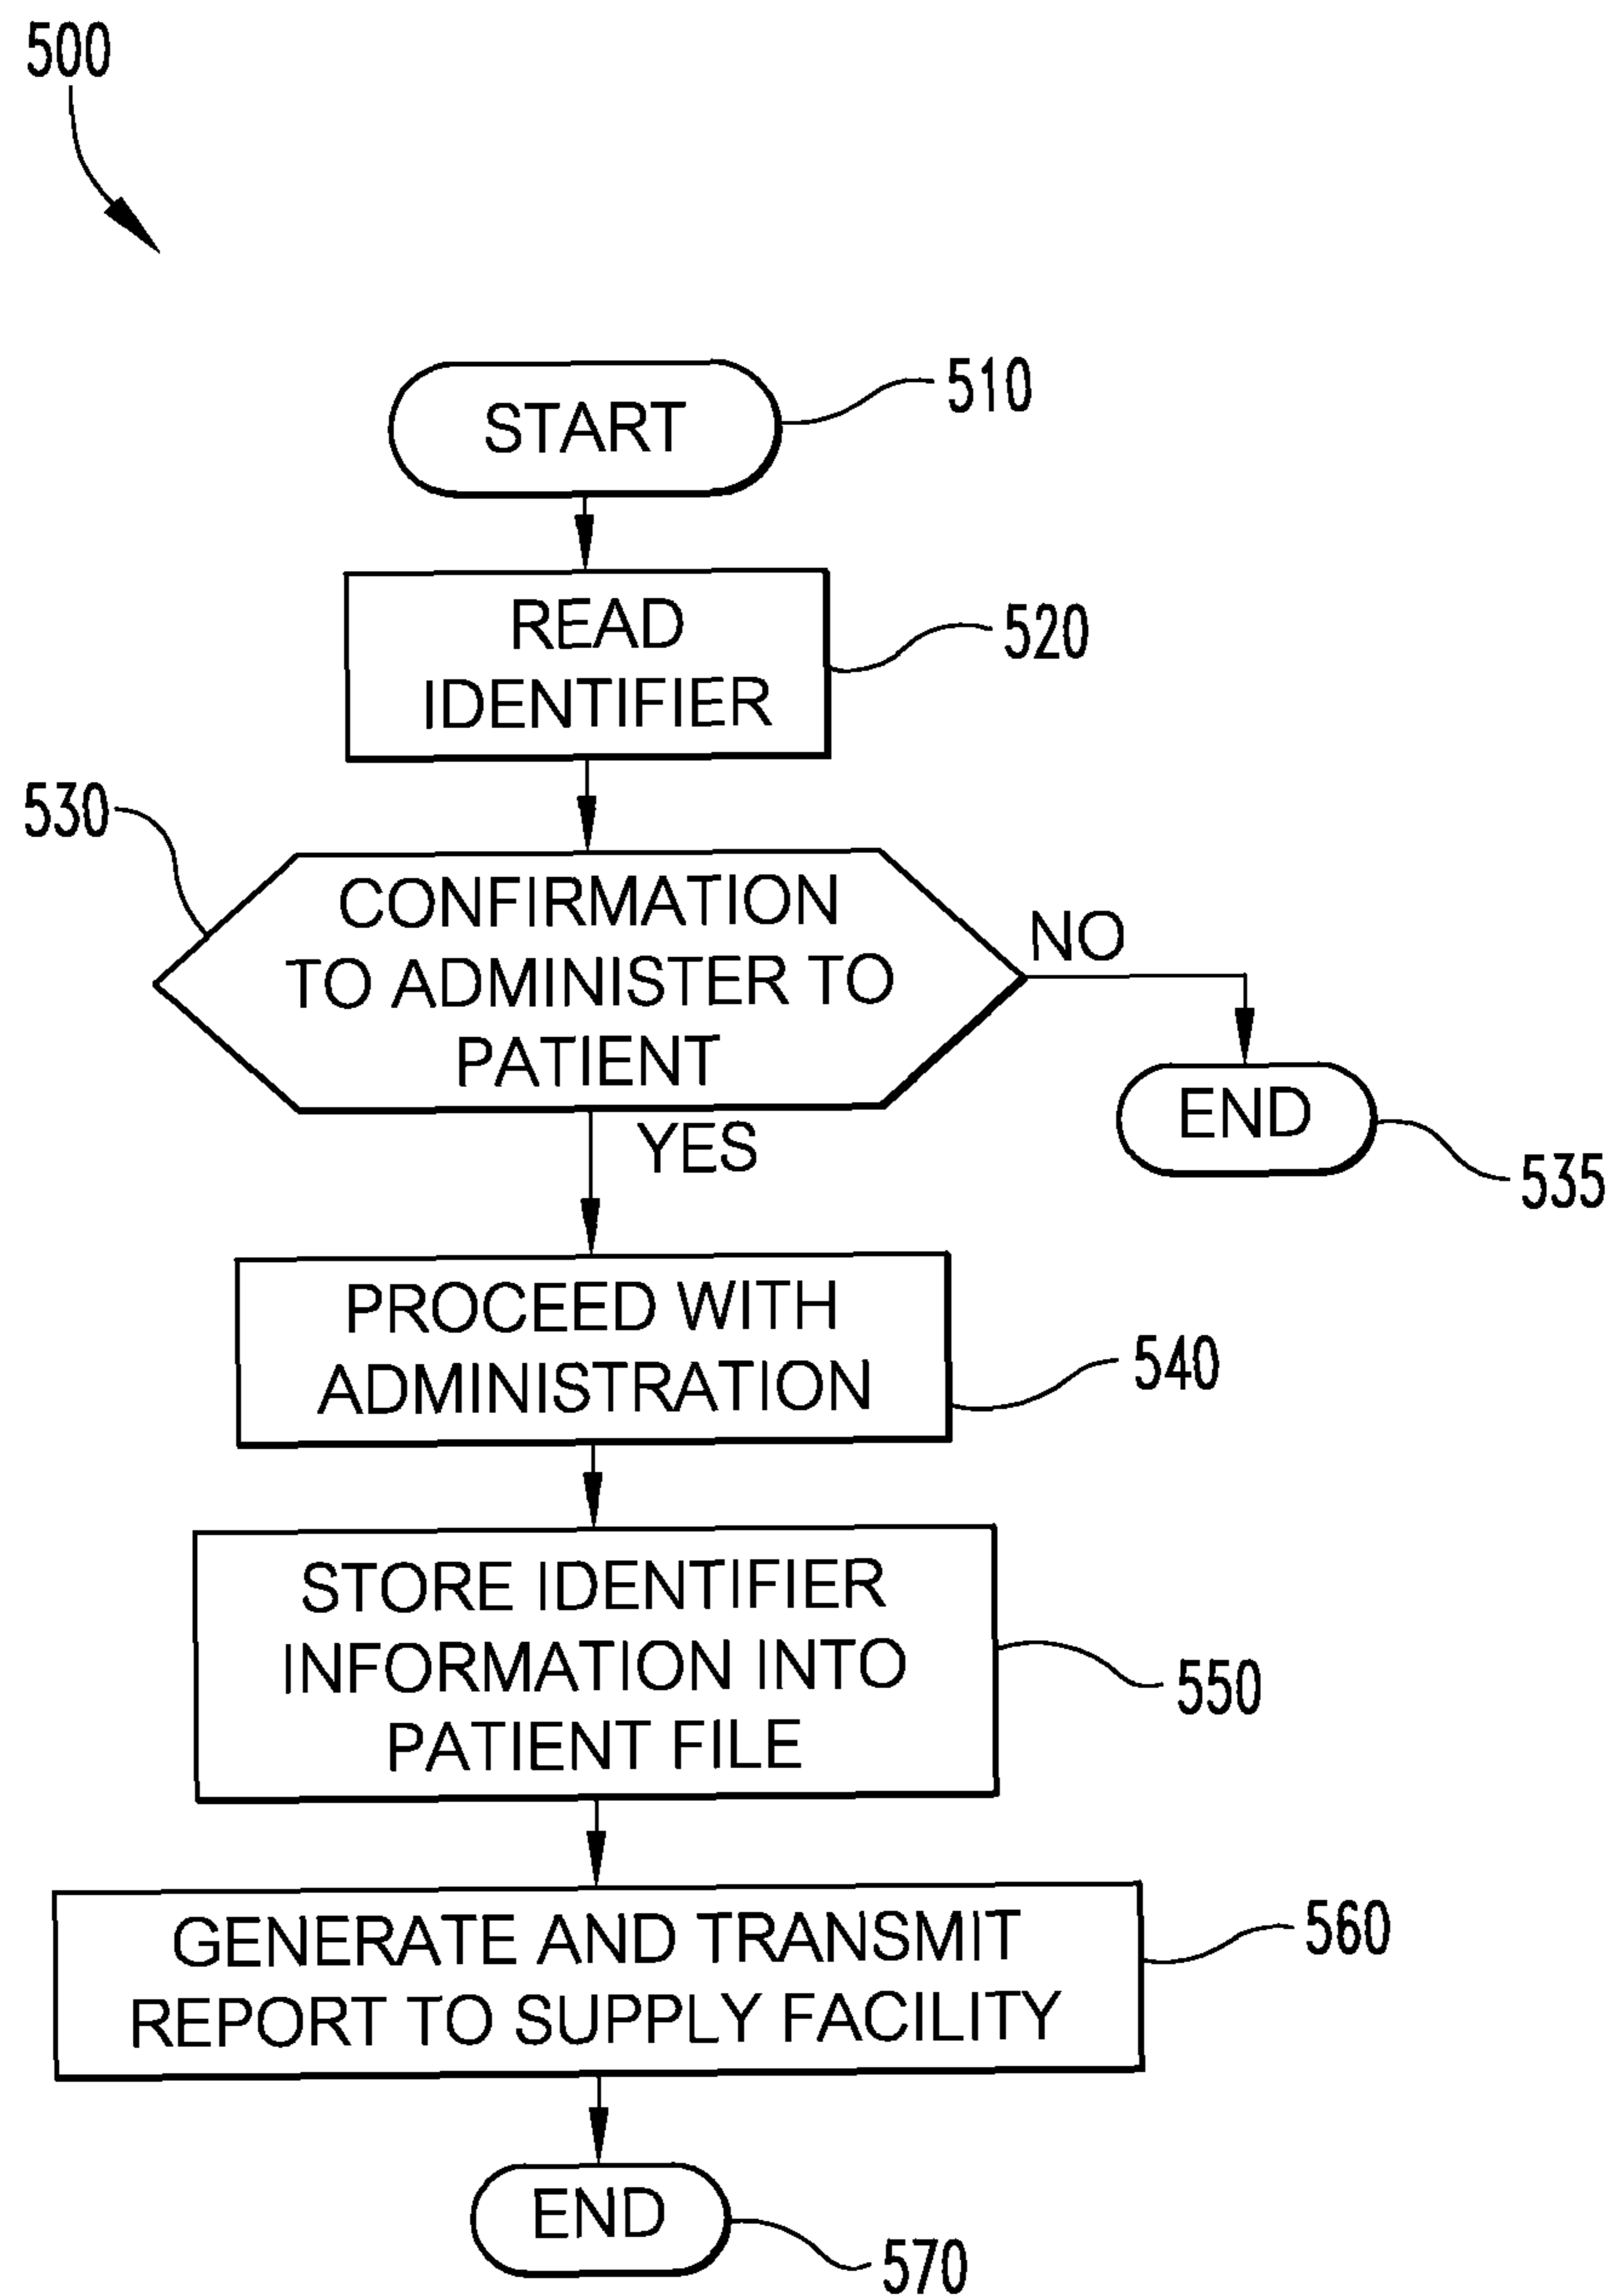 500
START
510
READ
IDENTIFIER
520
530
CONFIRMATION
TO ADMINISTER TO
PATIENT
NO
END
535
YES
PROCEED WITH
ADMINISTRATION
540
STORE IDENTIFIER
INFORMATION INTO
PATIENT FILE
550
GENERATE AND TRANSMIT
REPORT TO SUPPLY FACILITY
560
END
570